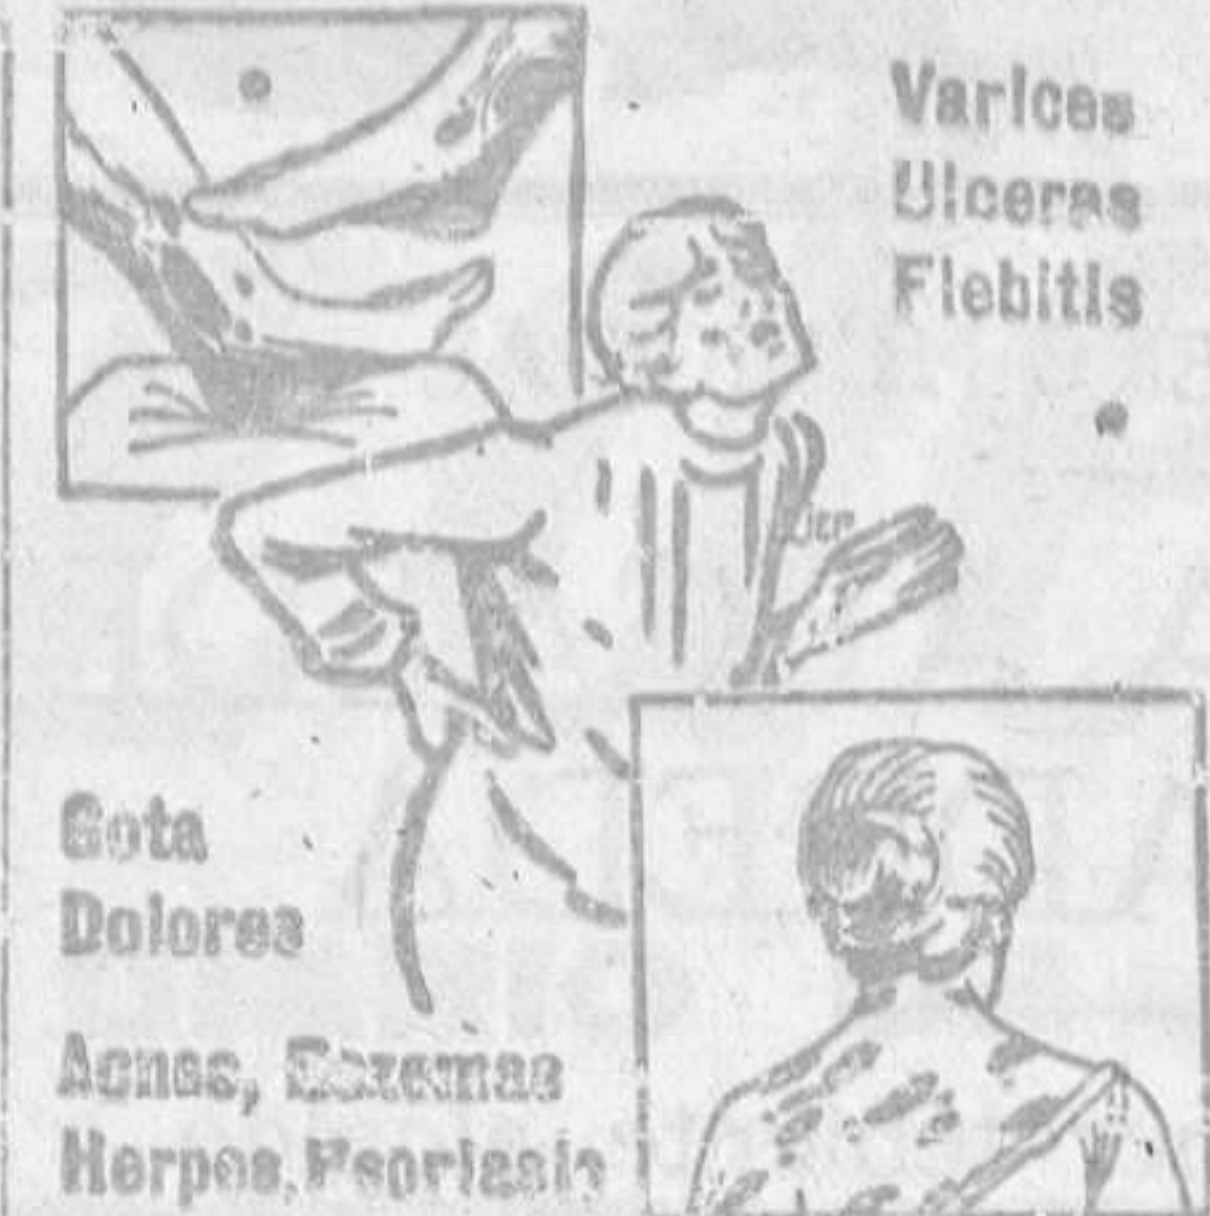 Varices
Ulceras
Flebitis
Gota
Dolores
Acnes, Eczemas
Herpes, Psoriasis